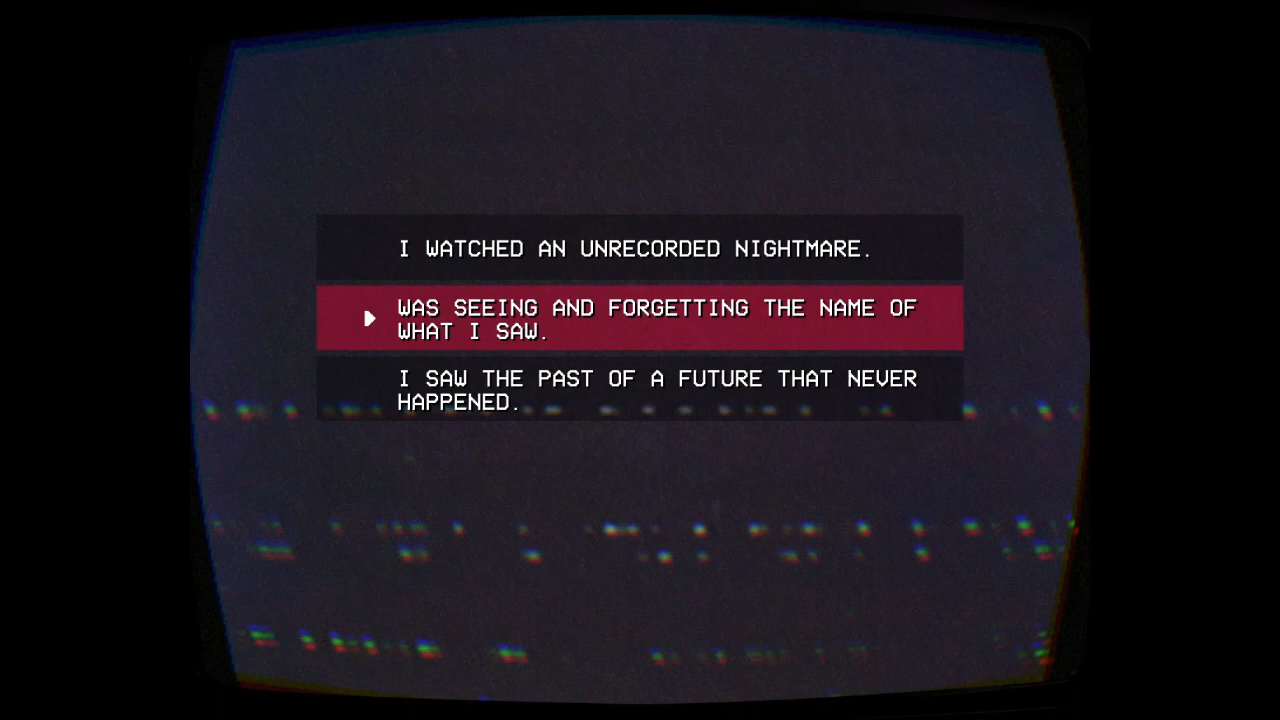 I WATCHED AN UNRECORDED NIGHTMARE.
WAS SEEING AND FORGETTING THE NAME OF
WHAT I SAW.
I SAW THE PAST OF A FUTURE THAT NEVER
HAPPENED.